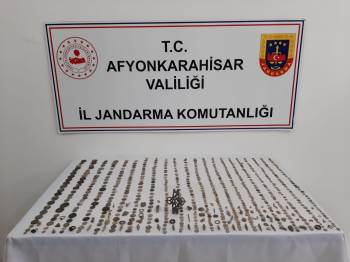 T.C.
AFYONKARAHİSAR
VALİLİĞİ
İL JANDARMA KOMUTANLIĞI